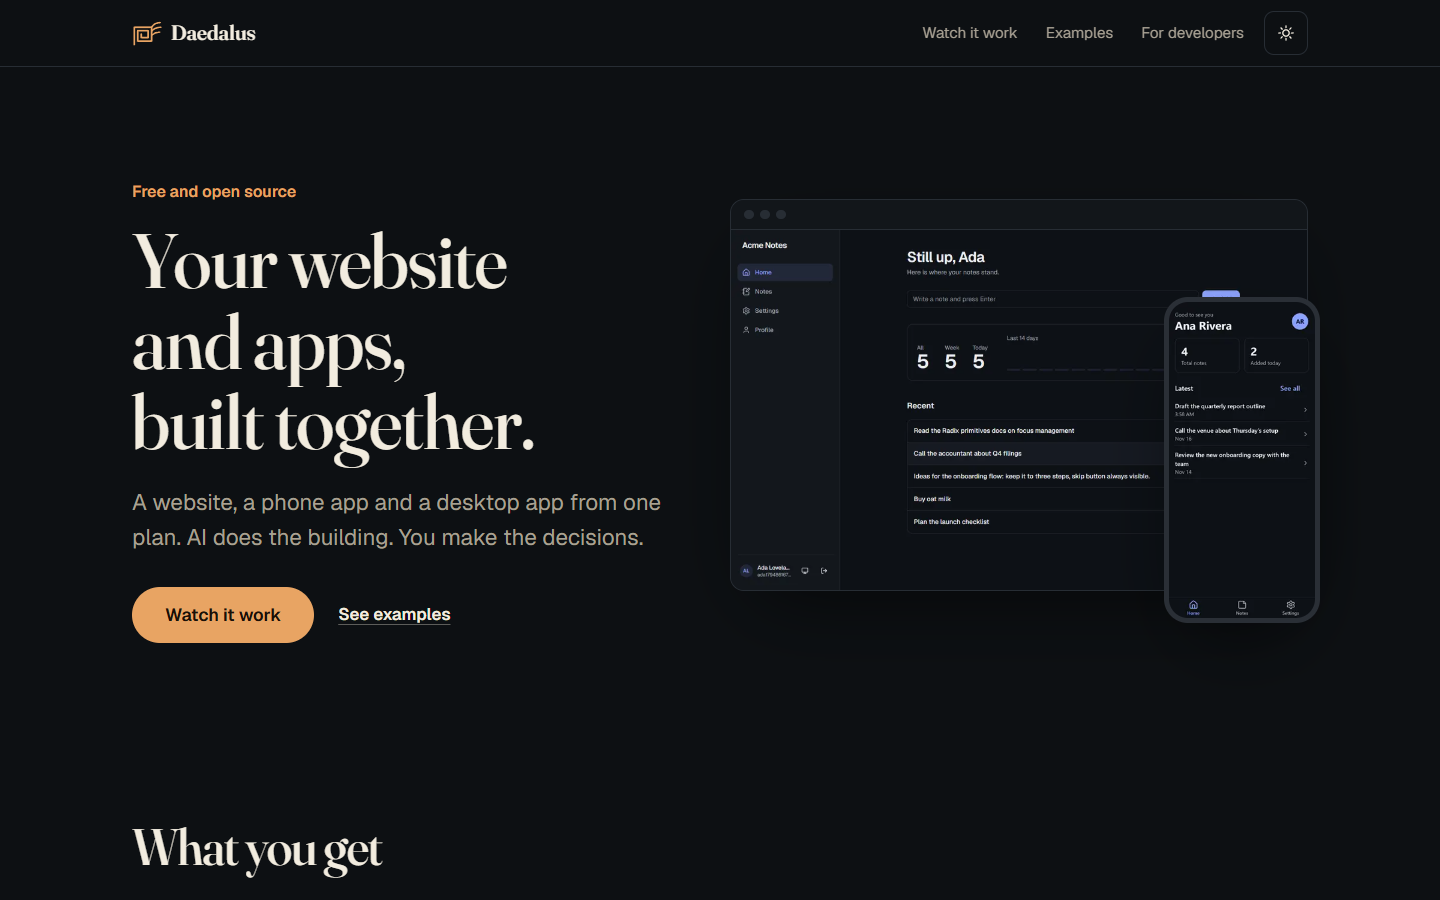 Daedalus
Watch it work
Examples
For developers
Free and open source
Your website
and apps,
built together.
A website, a phone app and a desktop app from one
plan. AI does the building. You make the decisions.
Watch it work
See examples
Acme Notes
Home
Notes
Settings
Profile
Still up, Ada
Here is where your notes stand.
Write a note and press Enter
All
Week
Today
5
5
5
Last 14 days
Recent
Read the Radix primitives docs on focus management
Call the accountant about Q4 filings
Ideas for the onboarding flow: keep it to three steps, skip button always visible.
Buy oat milk
Plan the launch checklist
AL
Ada Lovela...
Good to see you
Ana Rivera
AR
4
Total notes
2
Added today
Latest
See all
Draft the quarterly report outline
3:58 AM
Call the venue about Thursday's setup
Nov 16
Review the new onboarding copy with the
team
Nov 14
Home
Notes
Settings
What you get